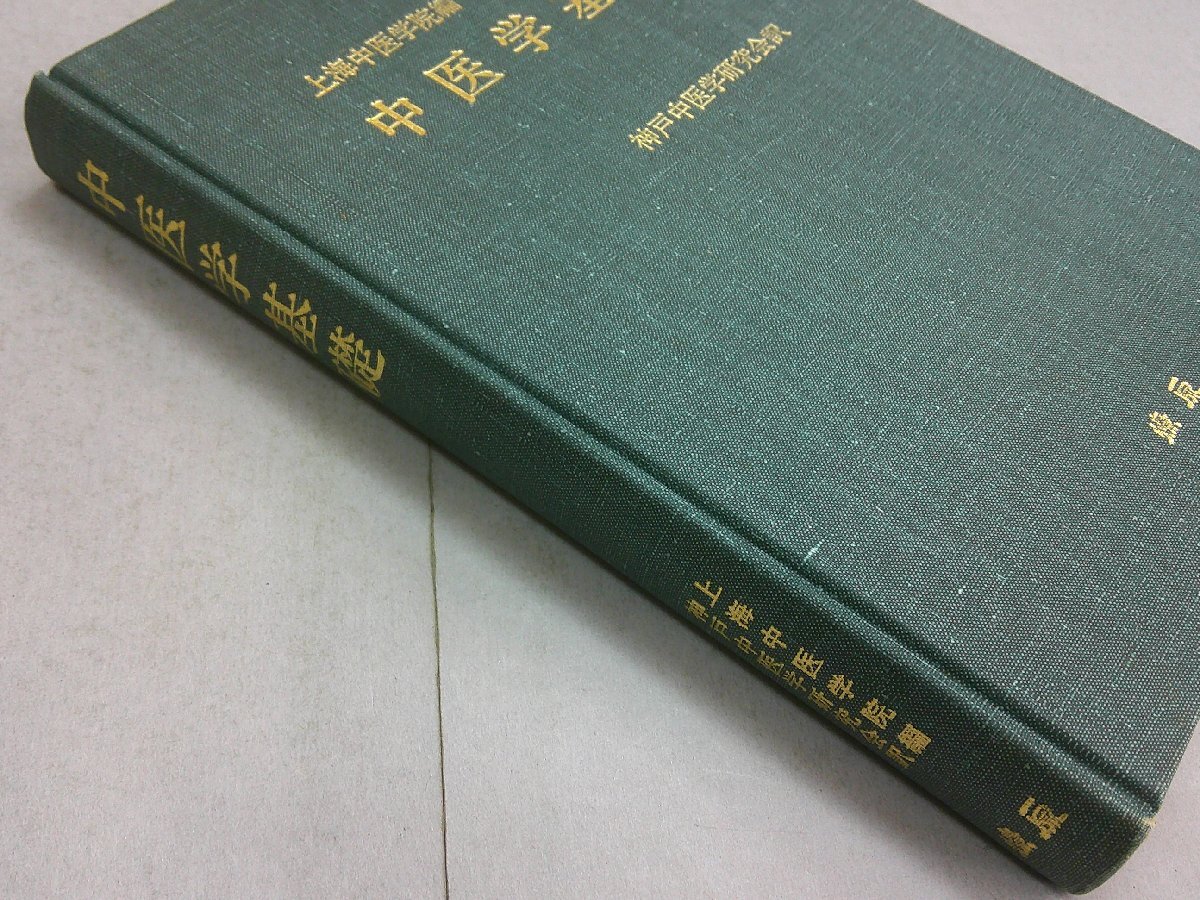 上海中医学院編
中医学基
神戸中医学研究会訳
燎原
中医学基礎
上海中医学院編
神戸中医学研究会訳
燎原